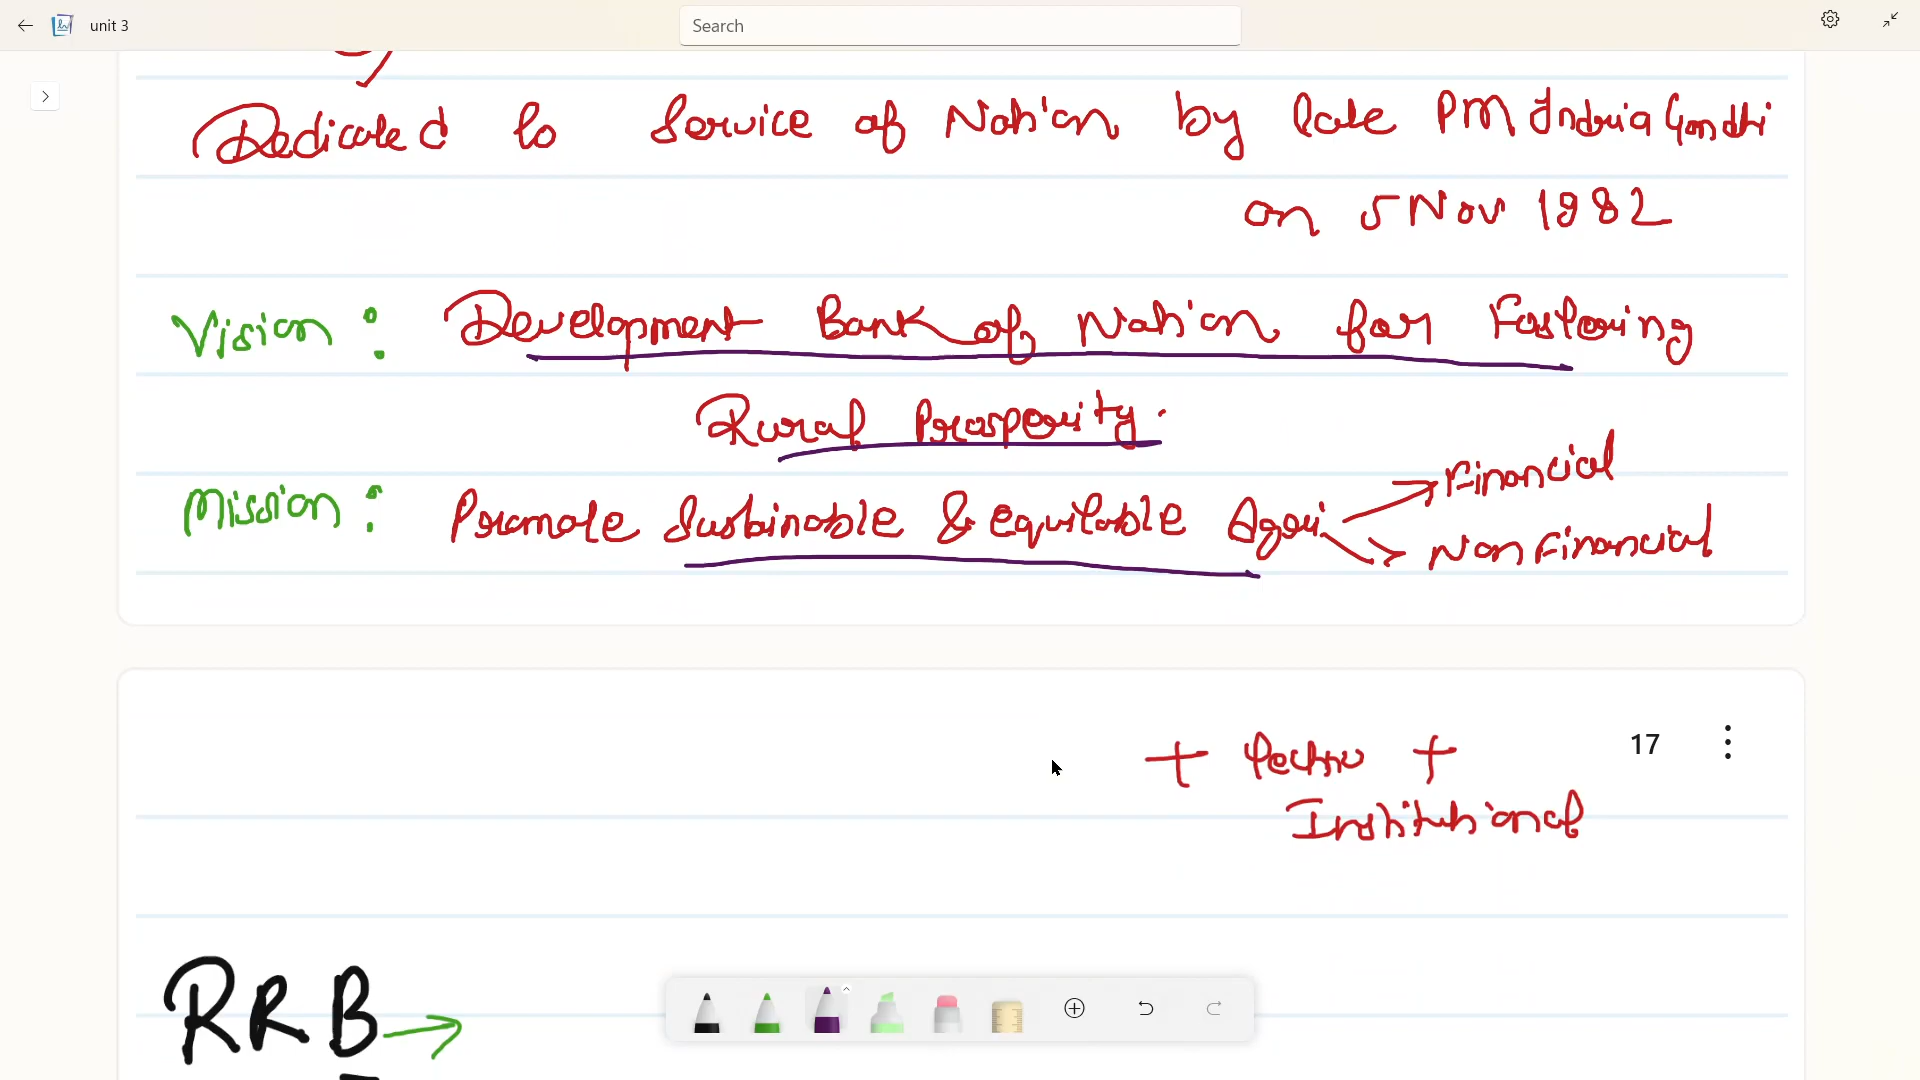 unit 3
Search
Dedicated to Service of Nation by late PM Indria Gandhi
on 5 Nov 1982
Vision : Development Bank of Nation for Fostering
Rural Prosperity.
Mission : Promote Sustainable & equitable Agri → Financial
→ Non Financial
+ techno + 17
Institutional
RRB →